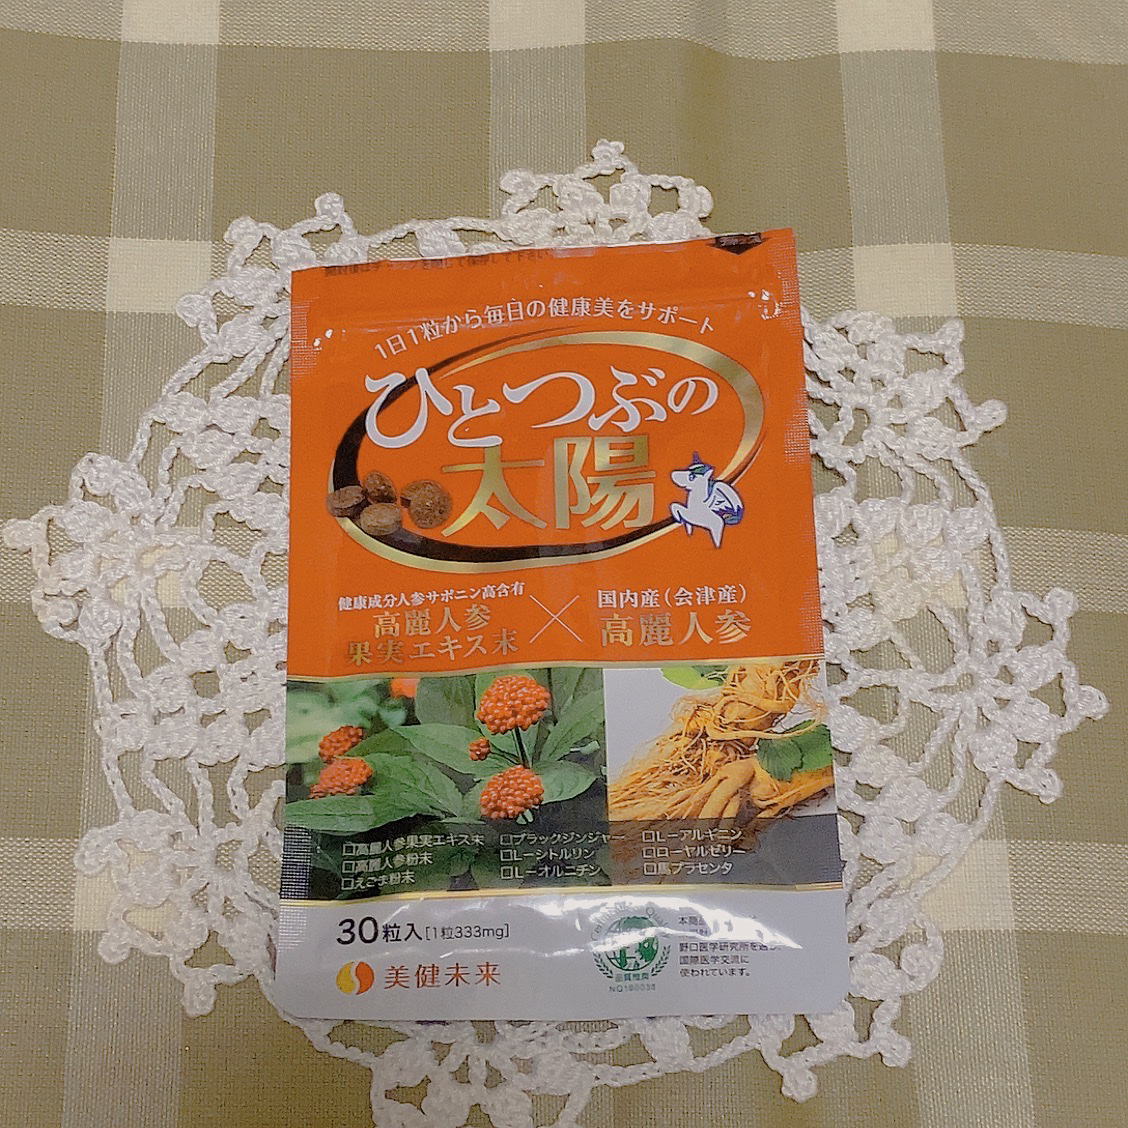 1日1粒から毎日の健康美をサポート
ひとつぶの
太陽
健康成分人参サポニン高含有
高麗人参
果実エキス末
×
国内産(会津産)
高麗人参
□高麗人参果実エキス末 □ブラックジンジャー □L−アルギニン
□高麗人参粉末 □L−シトルリン □ローヤルゼリー
□えごま粉末 □L−オルニチン □馬プラセンタ
30粒入[1粒333mg]
美健未来
品質推奨
本商
野口医学研究所を
国際医学交流に
使われています。